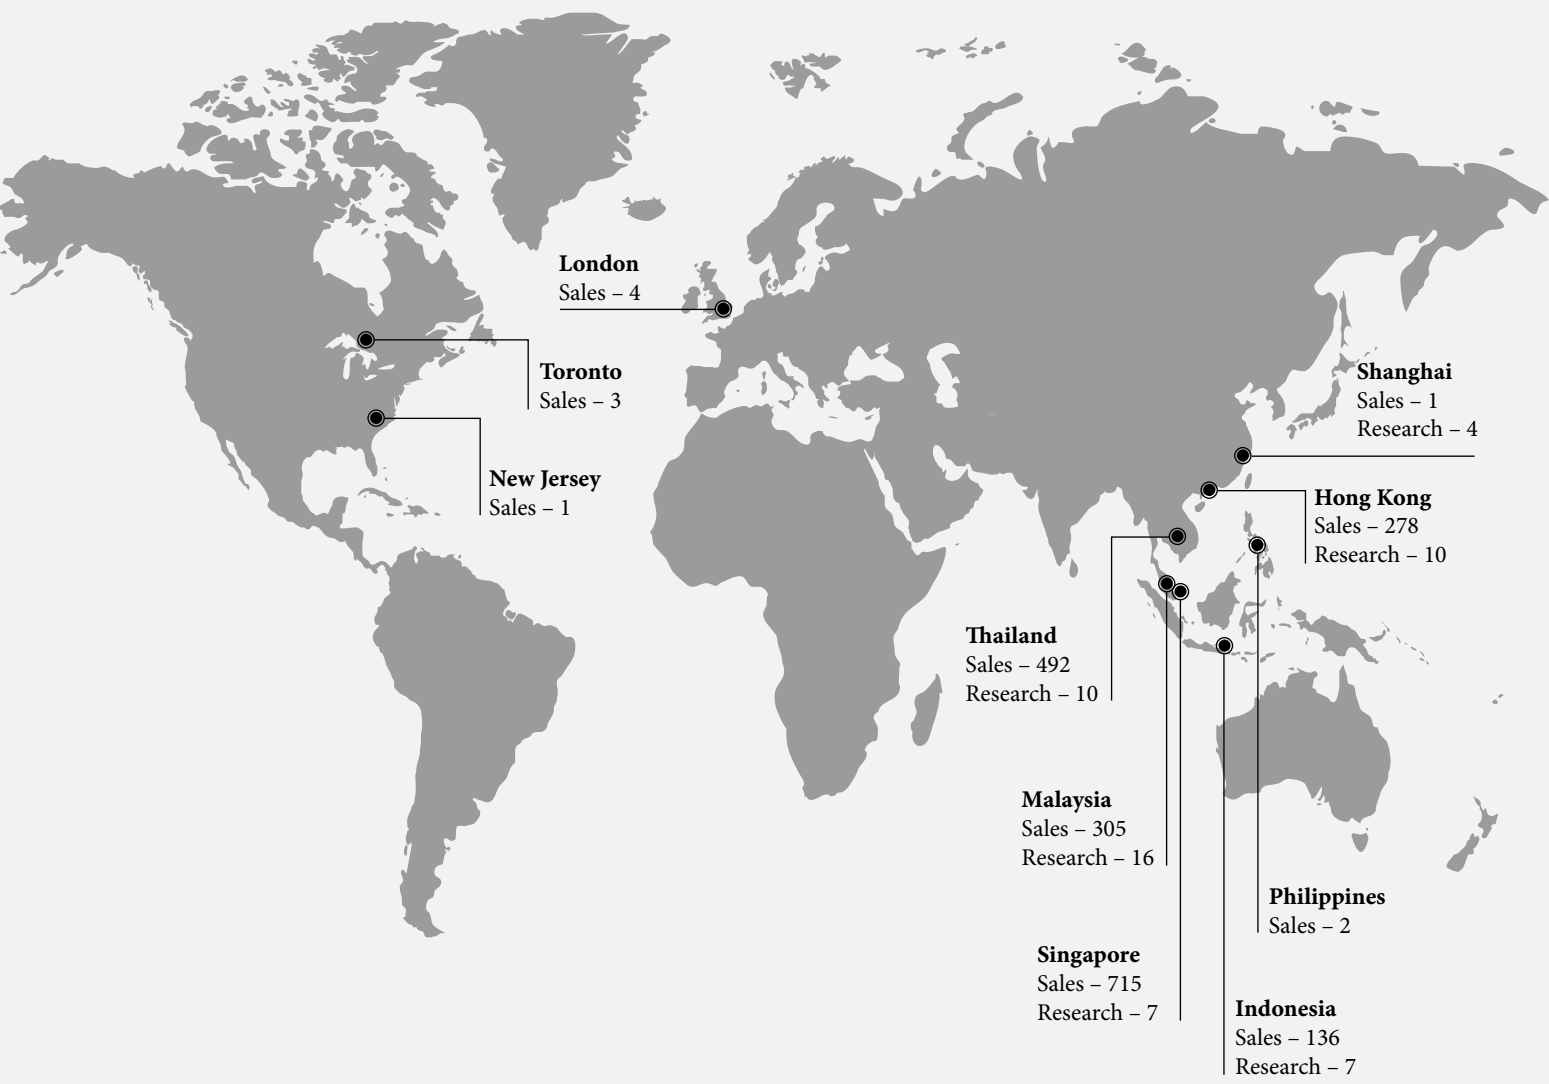 London
Sales – 4
Toronto
Sales – 3
New Jersey
Sales – 1
Shanghai
Sales – 1
Research – 4
Hong Kong
Sales – 278
Research – 10
Thailand
Sales – 492
Research – 10
Malaysia
Sales – 305
Research – 16
Philippines
Sales – 2
Singapore
Sales – 715
Research – 7
Indonesia
Sales – 136
Research – 7